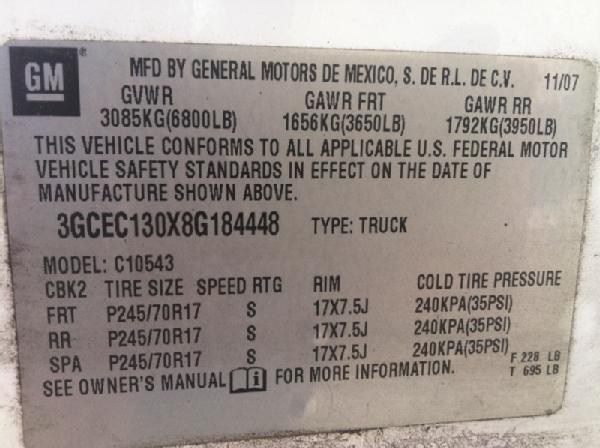 GM ® MFD BY GENERAL MOTORS DE MEXICO, S. DE R.L. DE C.V. 11/07
GVWR GAWR FRT GAWR RR
3085KG(6800LB) 1656KG(3650LB) 1792KG(3950LB)
THIS VEHICLE CONFORMS TO ALL APPLICABLE U.S. FEDERAL MOTOR
VEHICLE SAFETY STANDARDS IN EFFECT ON THE DATE OF
MANUFACTURE SHOWN ABOVE.
3GCEC130X8G184448 TYPE: TRUCK
MODEL: C10543
CBK2 TIRE SIZE SPEED RTG RIM COLD TIRE PRESSURE
FRT P245/70R17 S 17X7.5J 240KPA(35PSI)
RR P245/70R17 S 17X7.5J 240KPA(35PSI)
SPA P245/70R17 S 17X7.5J 240KPA(35PSI) F 228 LB
SEE OWNER'S MANUAL i FOR MORE INFORMATION. T 695 LB